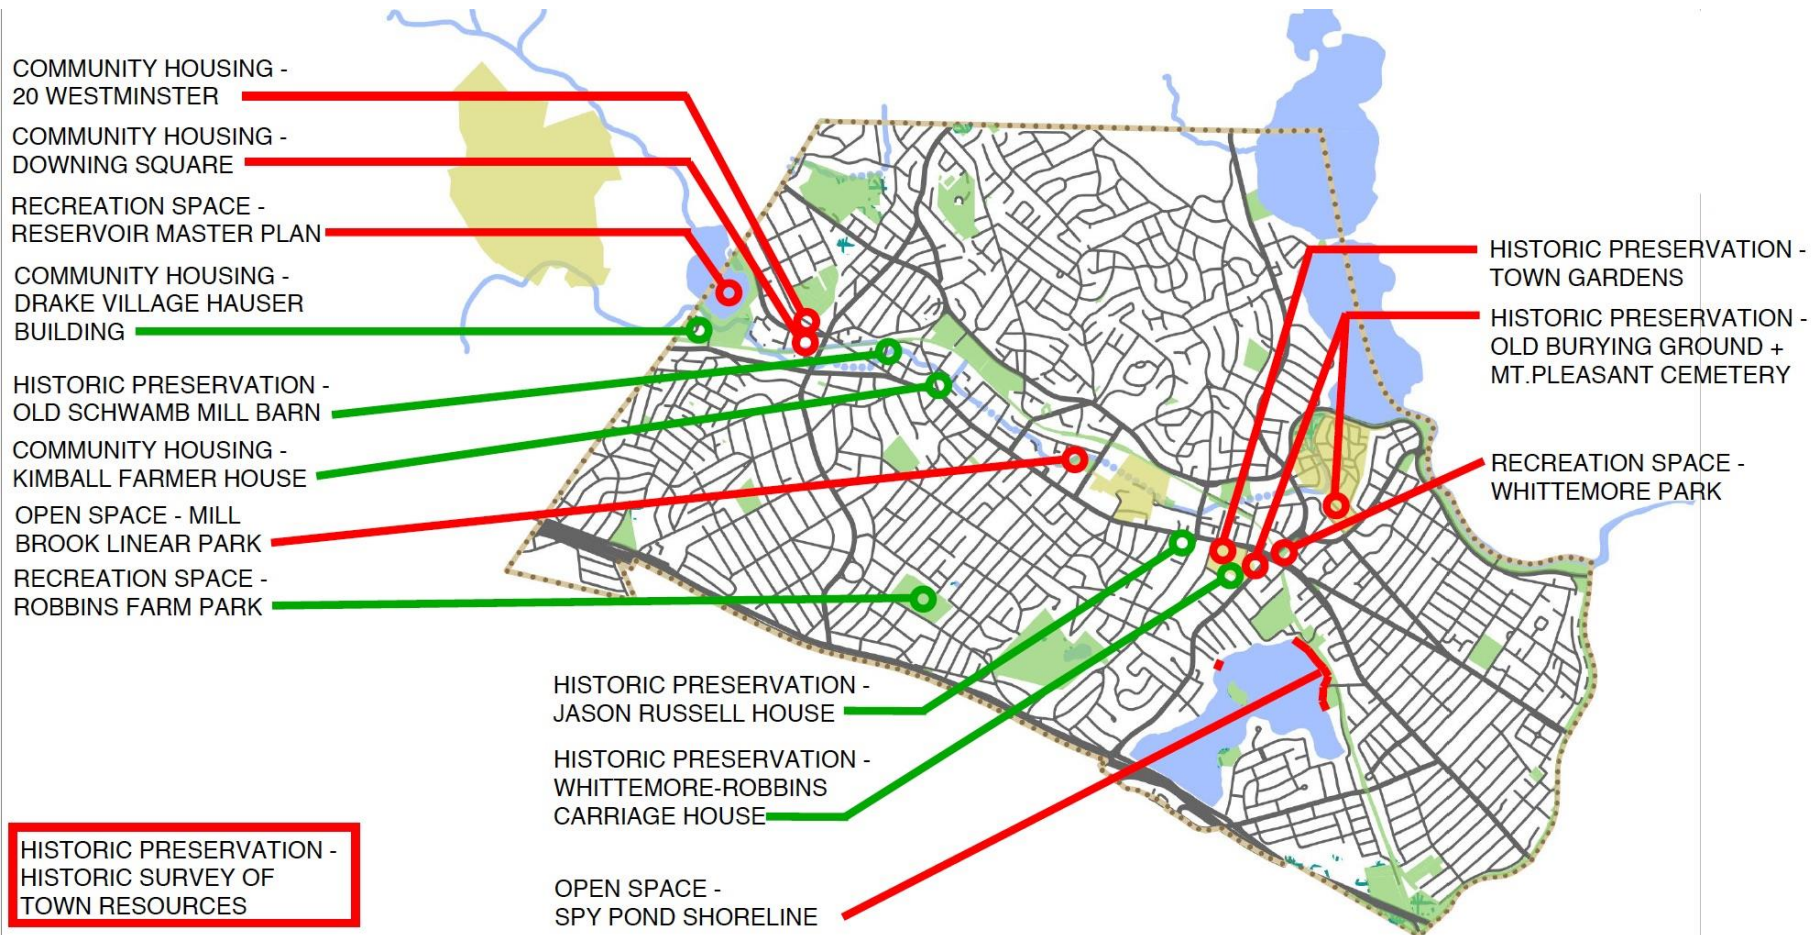 COMMUNITY HOUSING -
20 WESTMINSTER
COMMUNITY HOUSING -
DOWNING SQUARE
RECREATION SPACE -
RESERVOIR MASTER PLAN
COMMUNITY HOUSING -
DRAKE VILLAGE HAUSER
BUILDING
HISTORIC PRESERVATION -
OLD SCHWAMB MILL BARN
COMMUNITY HOUSING -
KIMBALL FARMER HOUSE
OPEN SPACE - MILL
BROOK LINEAR PARK
RECREATION SPACE -
ROBBINS FARM PARK
HISTORIC PRESERVATION -
HISTORIC SURVEY OF
TOWN RESOURCES
HISTORIC PRESERVATION -
JASON RUSSELL HOUSE
HISTORIC PRESERVATION -
WHITTEMORE-ROBBINS
CARRIAGE HOUSE
OPEN SPACE -
SPY POND SHORELINE
HISTORIC PRESERVATION -
TOWN GARDENS
HISTORIC PRESERVATION -
OLD BURYING GROUND +
MT.PLEASANT CEMETERY
RECREATION SPACE -
WHITTEMORE PARK